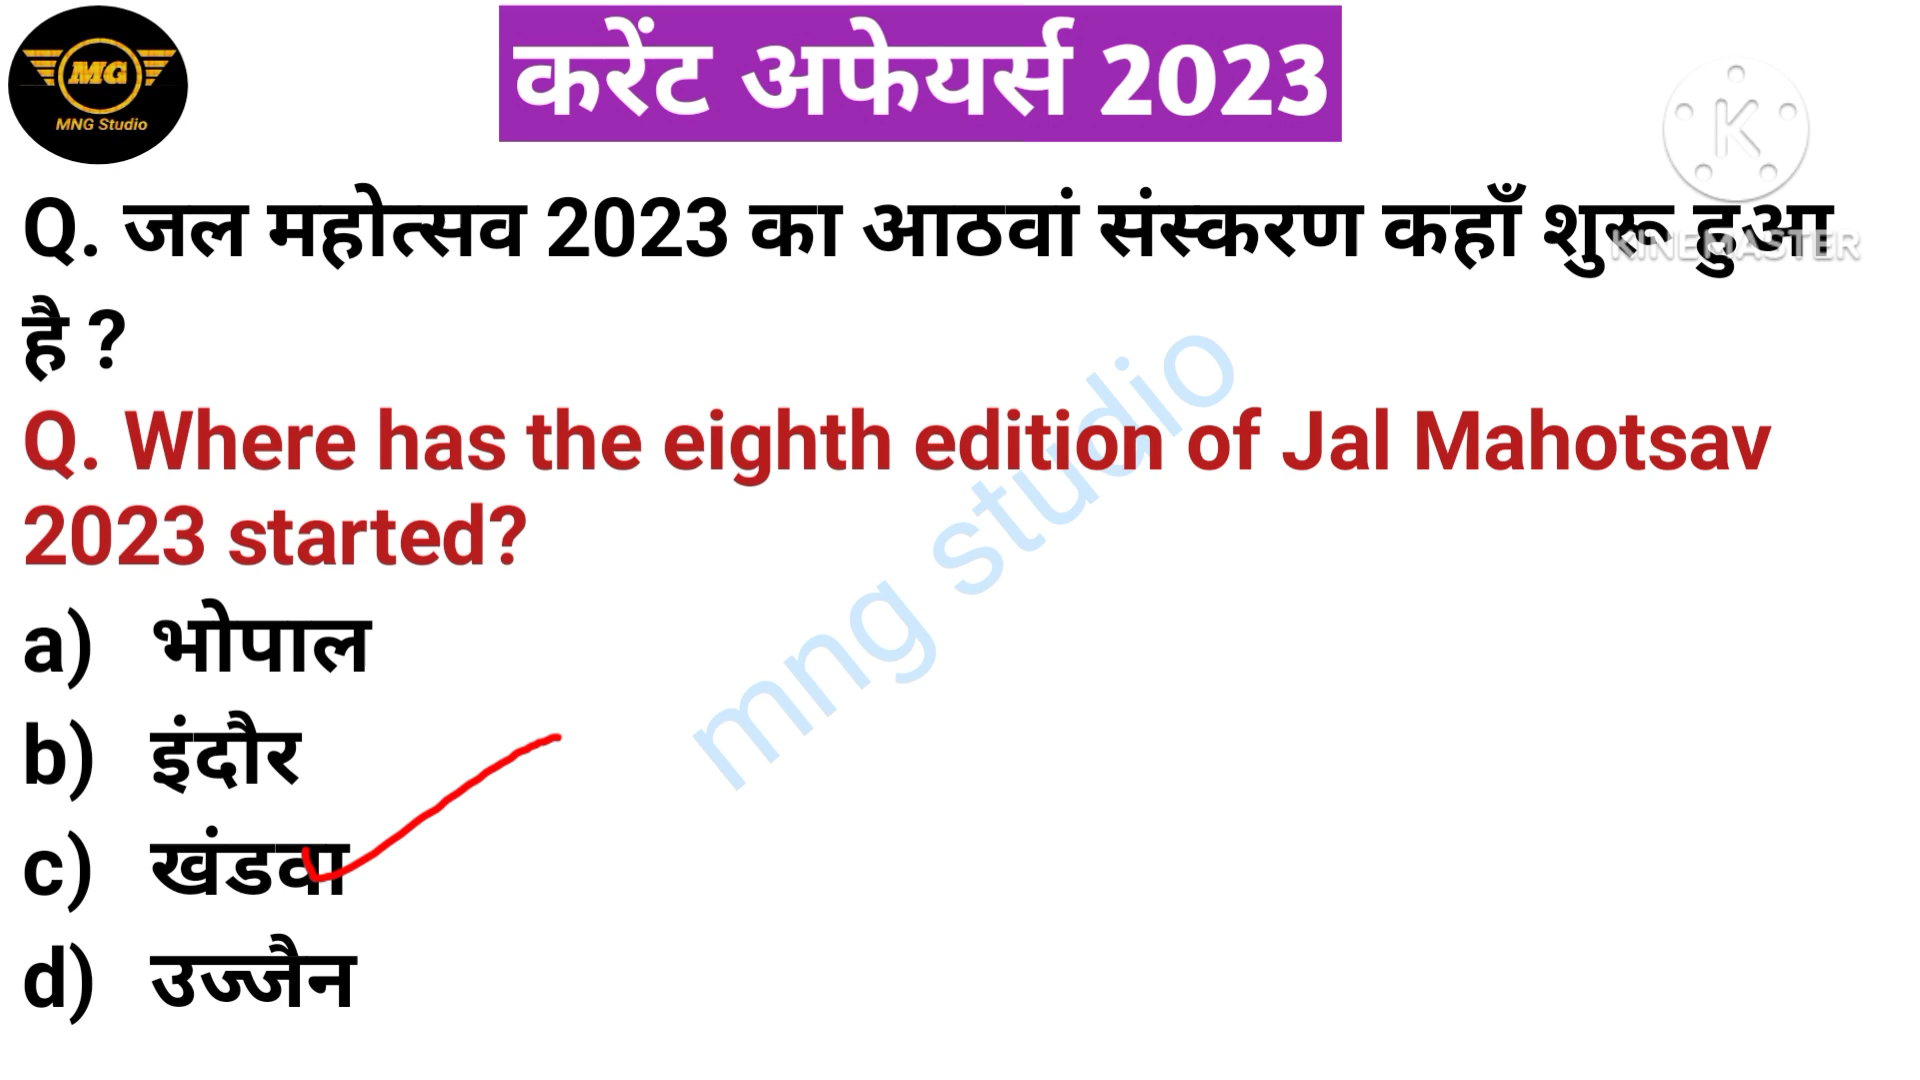 MG
MNG Studio
करेंट अफेयर्स 2023
K
KINEMASTER
Q. जल महोत्सव 2023 का आठवां संस्करण कहाँ शुरू हुआ
है ?
Q. Where has the eighth edition of Jal Mahotsav
2023 started?
a) भोपाल
b) इंदौर
c) खंडवा
d) उज्जैन
mng studio